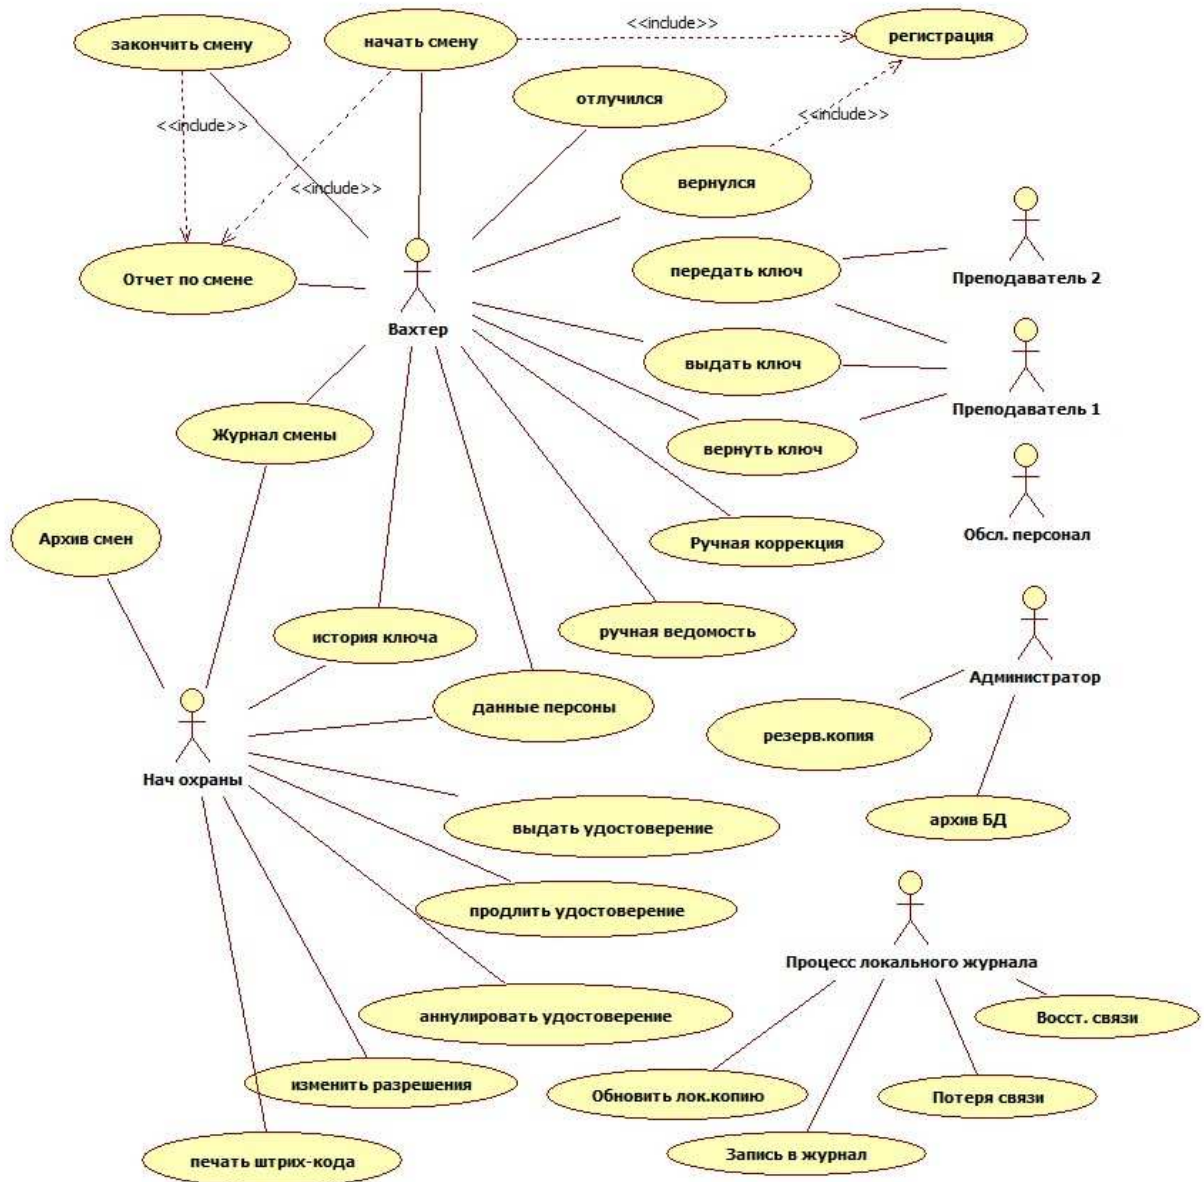 <<include>>
закончить смену
начать смену
регистрация
отлучился
<<include>>
<<include>>
вернулся
<<include>>
Отчет по смене
передать ключ
Преподаватель 2
Вахтер
выдать ключ
Преподаватель 1
Журнал смены
вернуть ключ
Архив смен
Ручная коррекция
Обсл. персонал
история ключа
ручная ведомость
Администратор
данные персоны
резерв.копия
Нач охраны
выдать удостоверение
архив БД
продлить удостоверение
Процесс локального журнала
аннулировать удостоверение
Восст. связи
изменить разрешения
Обновить лок.копию
Потеря связи
Запись в журнал
печать штрих-кода